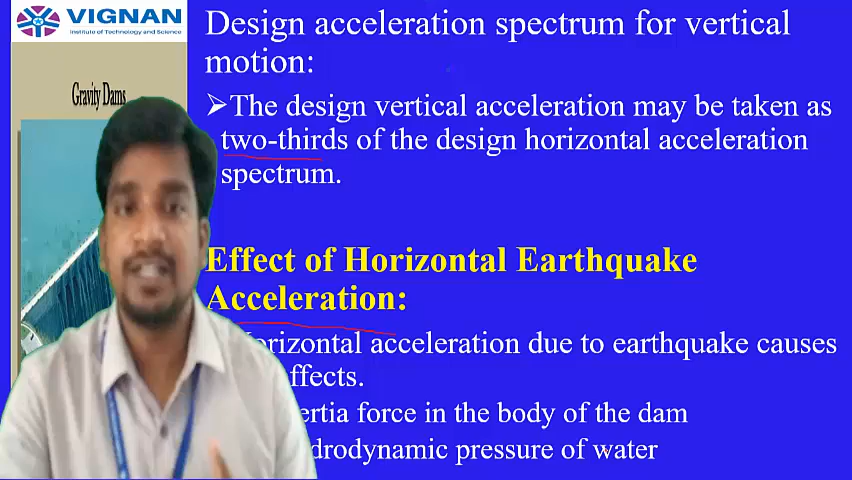 VIGNAN
Institute of Technology and Science
Gravity Dams
Design acceleration spectrum for vertical
motion:
➢The design vertical acceleration may be taken as
two-thirds of the design horizontal acceleration
spectrum.
Effect of Horizontal Earthquake
Acceleration:
orizontal acceleration due to earthquake causes
ffects.
ertia force in the body of the dam
drodynamic pressure of water